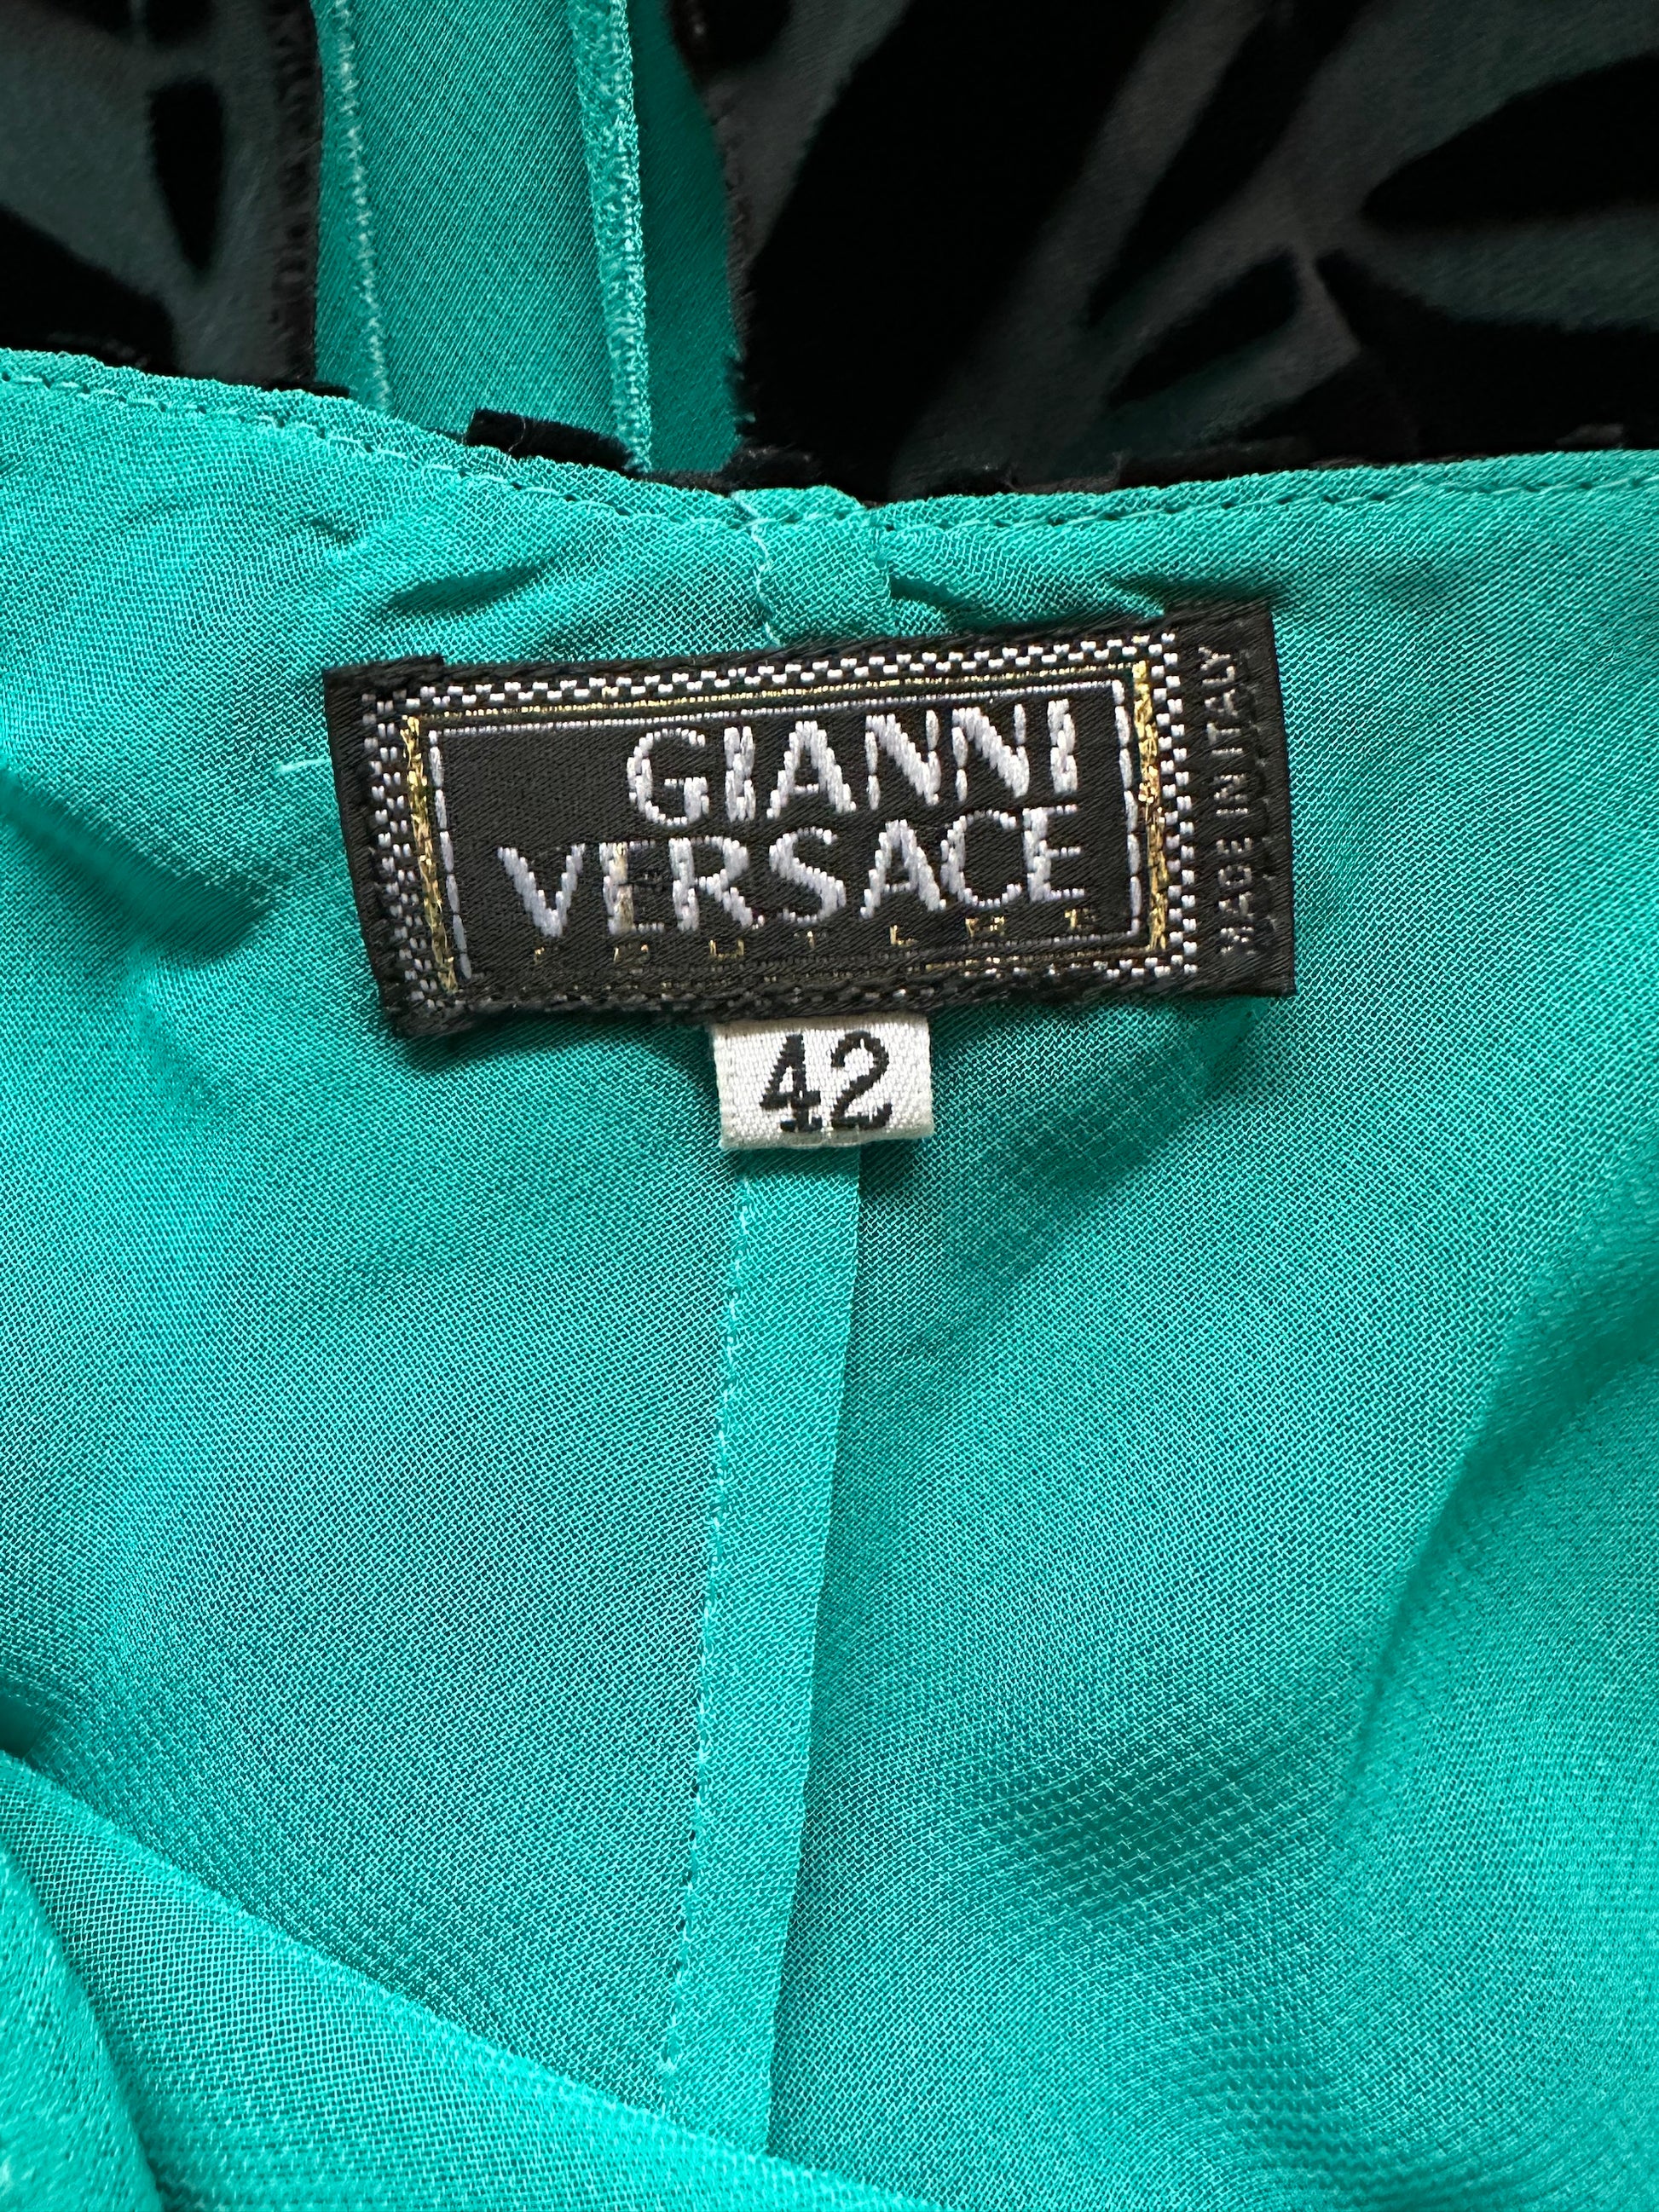 GIANNI
VERSACE
MADE IN ITALY
42